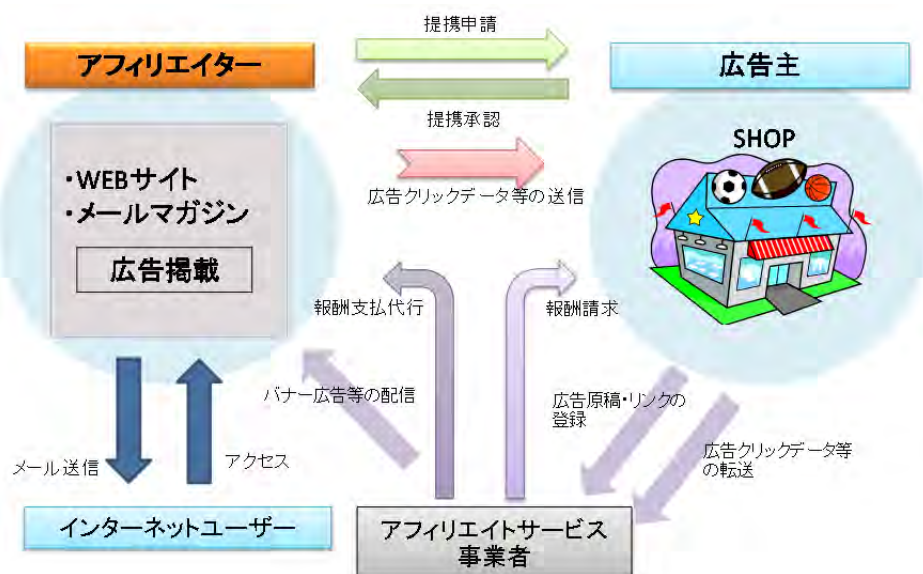 提携申請
アフィリエイター
広告主
提携承認
SHOP
・WEBサイト
・メールマガジン
広告クリックデータ等の送信
広告掲載
報酬支払代行
報酬請求
バナー広告等の配信
広告原稿・リンクの
登録
広告クリックデータ等
の転送
メール送信
アクセス
インターネットユーザー
アフィリエイトサービス
事業者